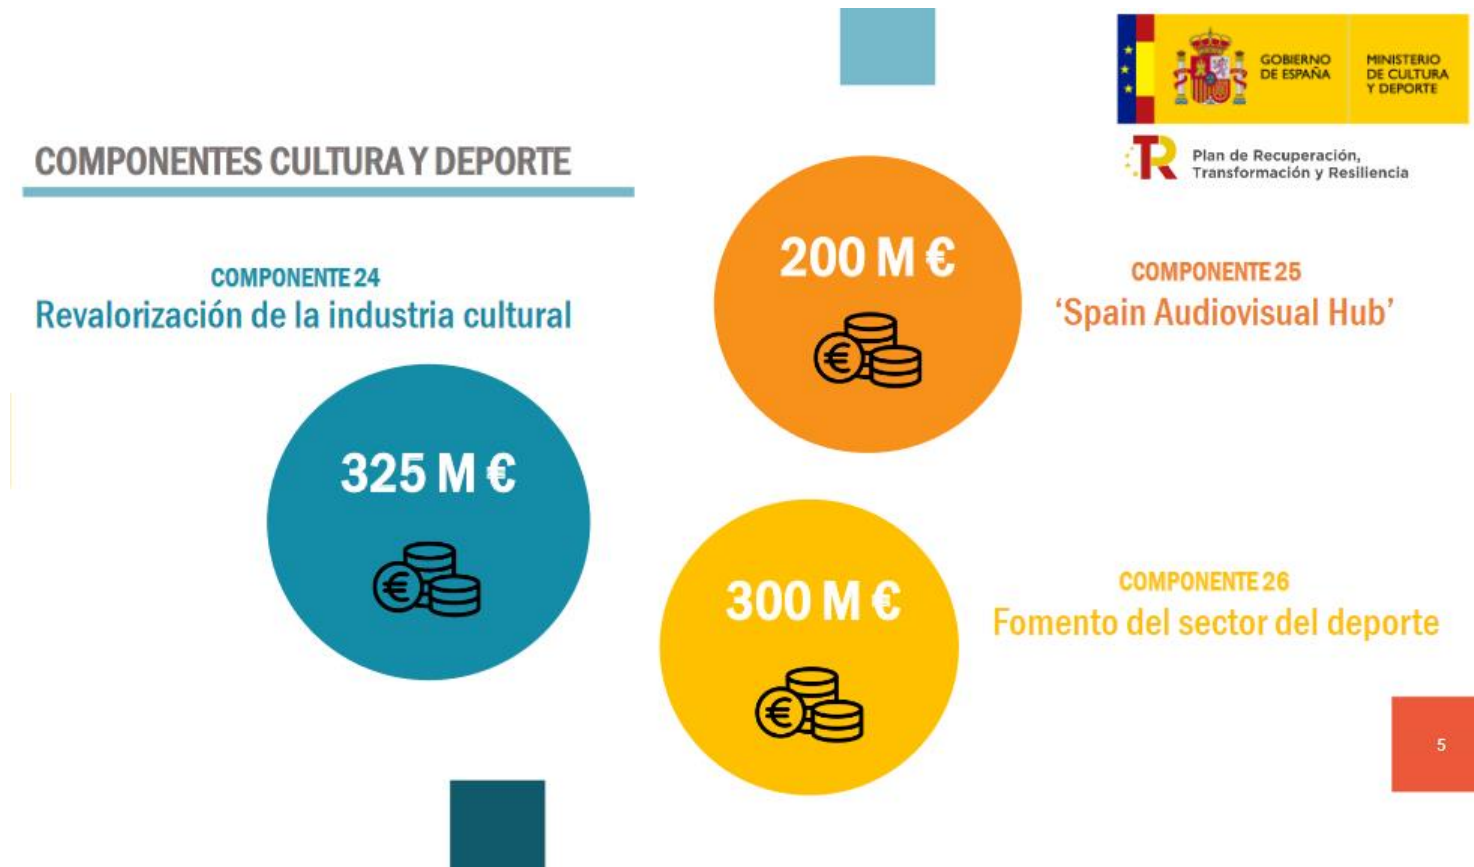 GOBIERNO
DE ESPAÑA
MINISTERIO
DE CULTURA
Y DEPORTE
R
Plan de Recuperación,
Transformación y Resiliencia
COMPONENTES CULTURA Y DEPORTE
COMPONENTE 24
Revalorización de la industria cultural
325 M €
€
200 M €
€
COMPONENTE 25
‘Spain Audiovisual Hub’
300 M €
€
COMPONENTE 26
Fomento del sector del deporte
5